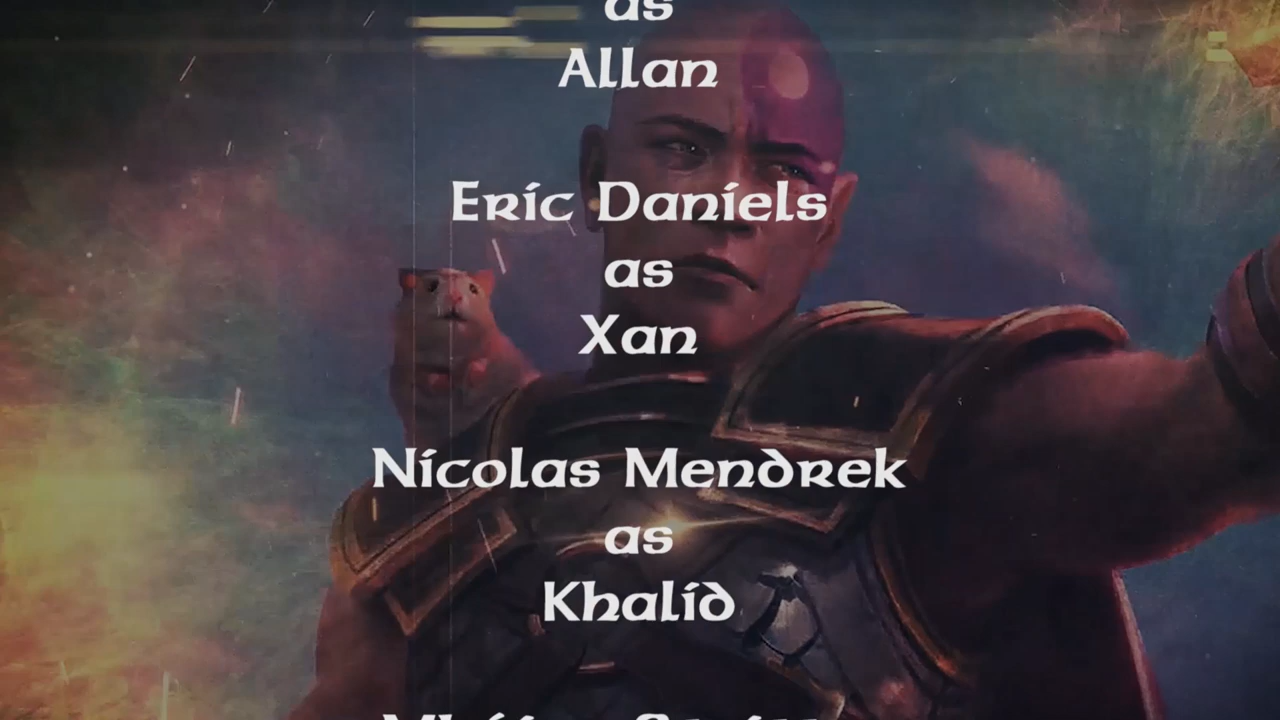 as
Allan
Eric Daniels
as
Xan
Nicolas Mendrek
as
Khalid